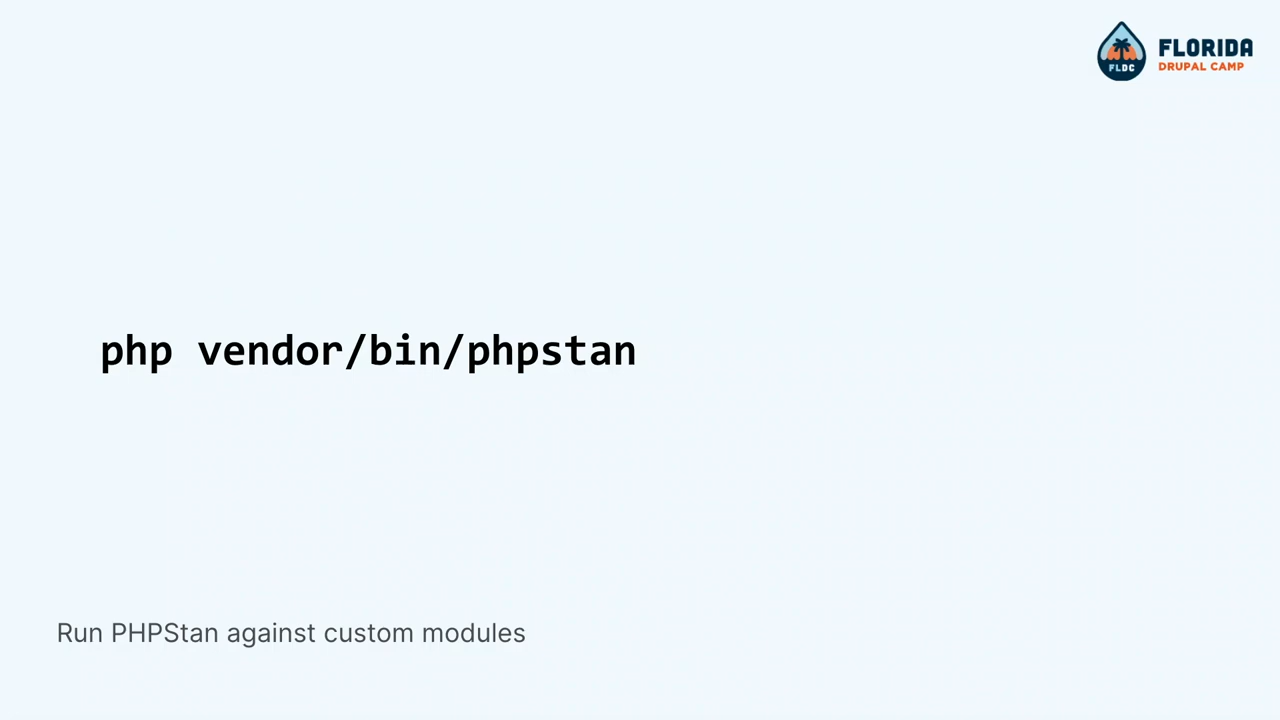 FLDC
FLORIDA
DRUPAL CAMP
php vendor/bin/phpstan
Run PHPStan against custom modules